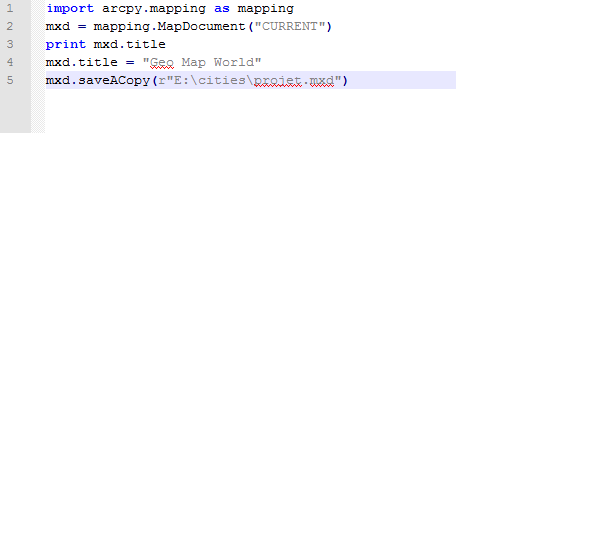 1 import arcpy.mapping as mapping
2 mxd = mapping.MapDocument("CURRENT")
3 print mxd.title
4 mxd.title = "Geo Map World"
5 mxd.saveACopy(r"E:\cities\projet.mxd")